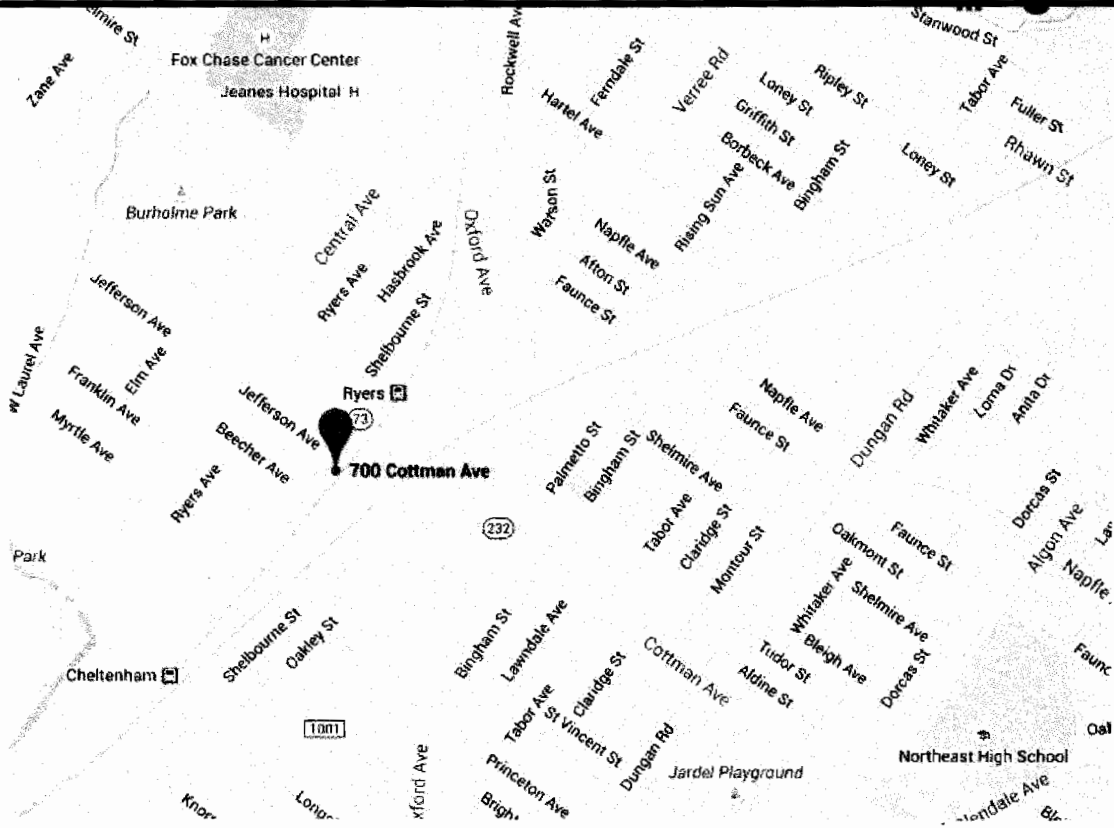 Stanwood St
Zane Ave
Fox Chase Cancer Center
H
Jeanes Hospital H
Rockwell Av
Ferndale St
Hartel Ave
Verree Rd
Loney St
Ripley St
Griffith St
Borbeck Ave
Bingham St
Tabor Ave
Fuller St
Loney St
Rhawn St
Burholme Park
Central Ave
Oxford Ave
Watson St
Rising Sun Ave
Napfle Ave
Ryers Ave
Hasbrook Ave
Afton St
Faunce St
Jefferson Ave
Shelbourne St
W Laurel Ave
Elm Ave
Franklin Ave
Myrtle Ave
Jefferson Ave
Ryers
73
Beecher Ave
Ryers Ave
700 Cottman Ave
Napfle Ave
Faunce St
Dungan Rd
Whitaker Ave
Lorna Dr
Anita Dr
Palmetto St
Bingham St
Shelmire Ave
Tabor Ave
Claridge St
Montour St
232
Dorcas St
Algon Ave
Napfle
Oakmont St
Faunce St
Whitaker Ave
Shelmire Ave
Park
Shelbourne St
Oakley St
Cheltenham
Bingham St
Lawndale Ave
Cottman Ave
Tudor St
Bleigh Ave
Aldine St
Dorcas St
Claridge St
Tabor Ave
St Vincent St
Dungan Rd
1001
xford Ave
Princeton Ave
Jardel Playground
Northeast High School